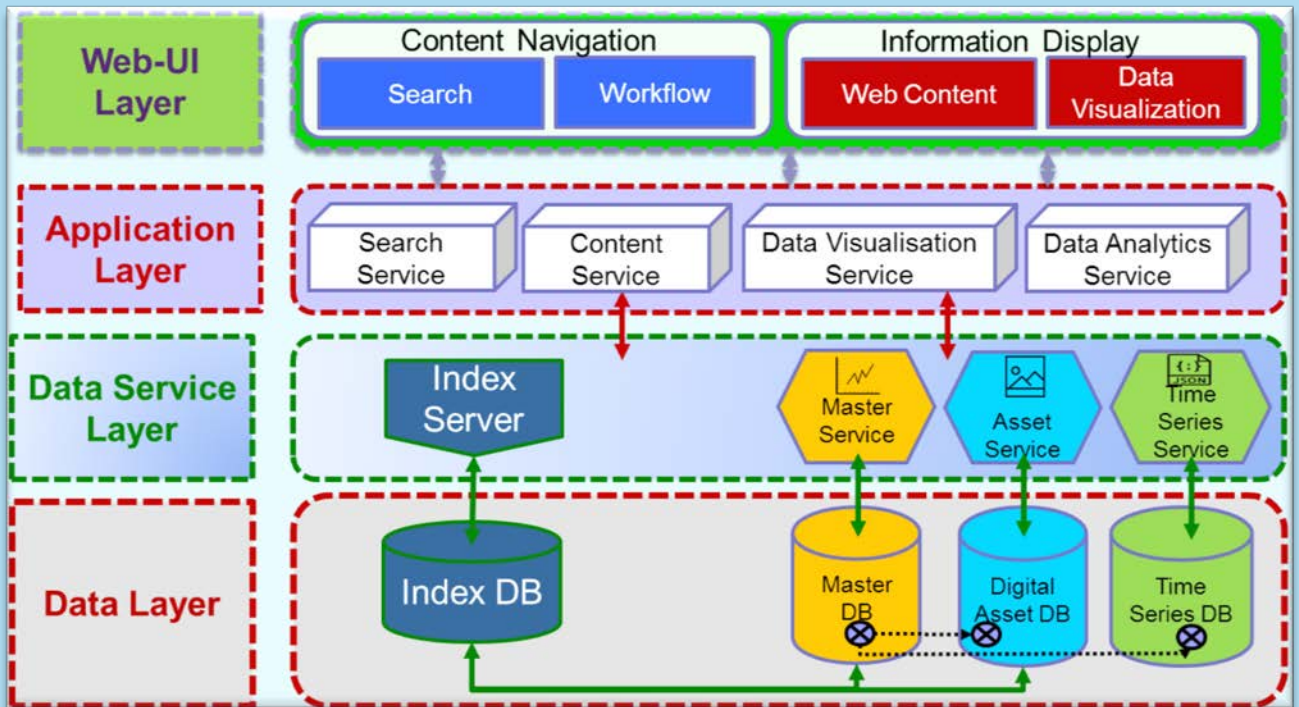 Web-UI
Layer
Content Navigation
Search
Workflow
Information Display
Web Content
Data
Visualization
Application
Layer
Search
Service
Content
Service
Data Visualisation
Service
Data Analytics
Service
Data Service
Layer
Index
Server
Master
Service
Asset
Service
{:}
JSON
Time
Series
Service
Data Layer
Index DB
Master
DB
Digital
Asset DB
Time
Series DB